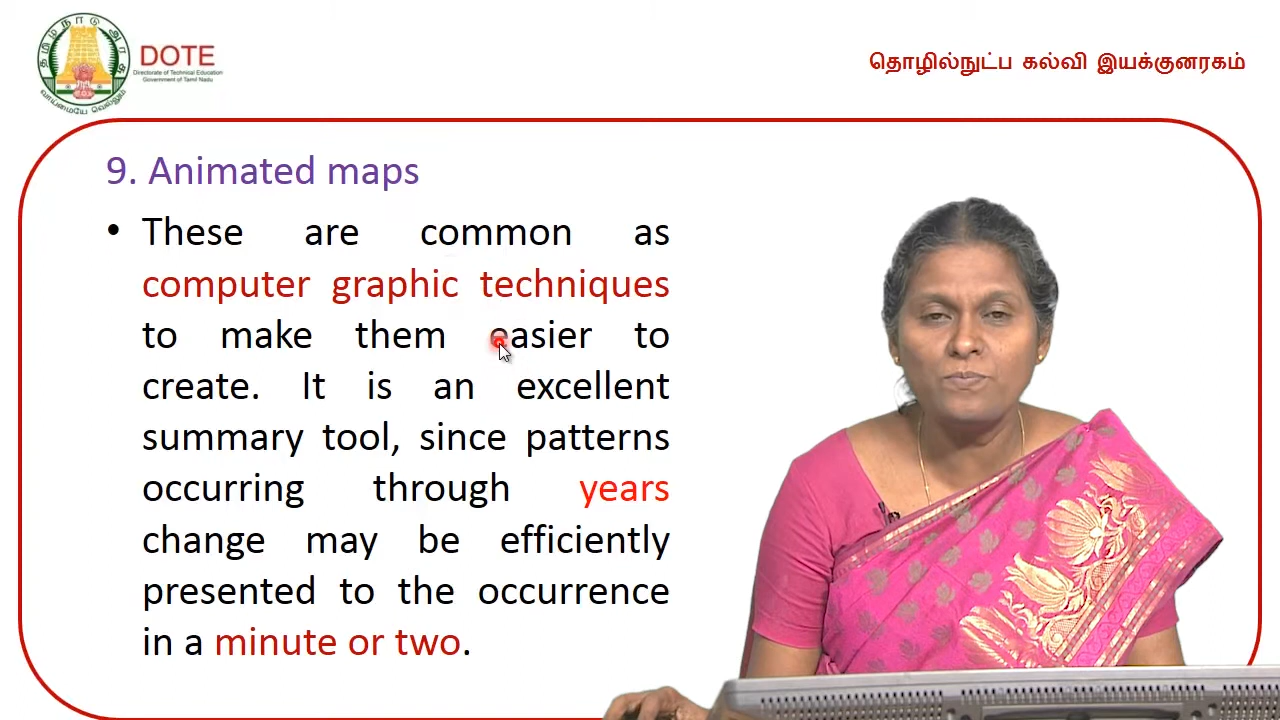 தமிழ்நாடு அரசு
வாய்மையே வெல்லும்
DOTE
Directorate of Technical Education
Government of Tamil Nadu
தொழில்நுட்ப கல்வி இயக்குனரகம்
9. Animated maps
• These are common as
computer graphic techniques
to make them easier to
create. It is an excellent
summary tool, since patterns
occurring through years
change may be efficiently
presented to the occurrence
in a minute or two.